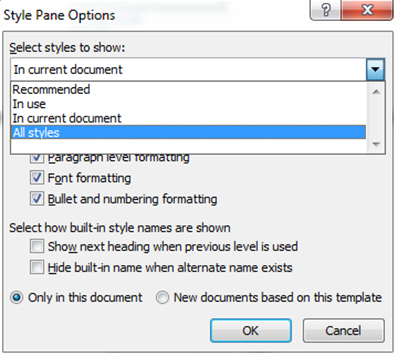 Style Pane Options
Select styles to show:
In current document
Recommended
In use
In current document
All styles
Paragraph level formatting
Font formatting
Bullet and numbering formatting
Select how built-in style names are shown
Show next heading when previous level is used
Hide built-in name when alternate name exists
Only in this document New documents based on this template
OK Cancel